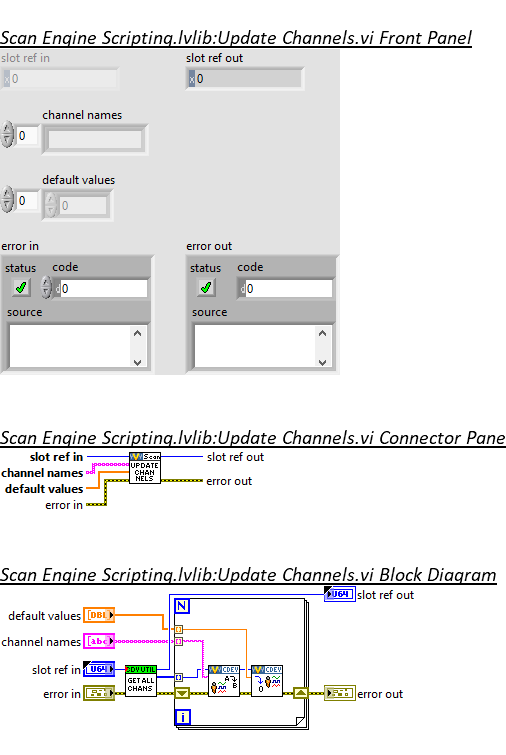 Scan Engine Scripting.lvlib:Update Channels.vi Front Panel
slot ref in
slot ref out
x 0
x 0
channel names
0
default values
0
0
error in
error out
status code
status code
d 0
d 0
source
source
Scan Engine Scripting.lvlib:Update Channels.vi Connector Pane
slot ref in
Scan
slot ref out
channel names
UPDATE
CHAN
NELS
default values
error out
error in
Scan Engine Scripting.lvlib:Update Channels.vi Block Diagram
U64
slot ref out
N
default values
DBL
channel names
abc
slot ref in
U64
GET ALL
CHANS
CDEV
A
B
CDEV
0
error in
error out
i